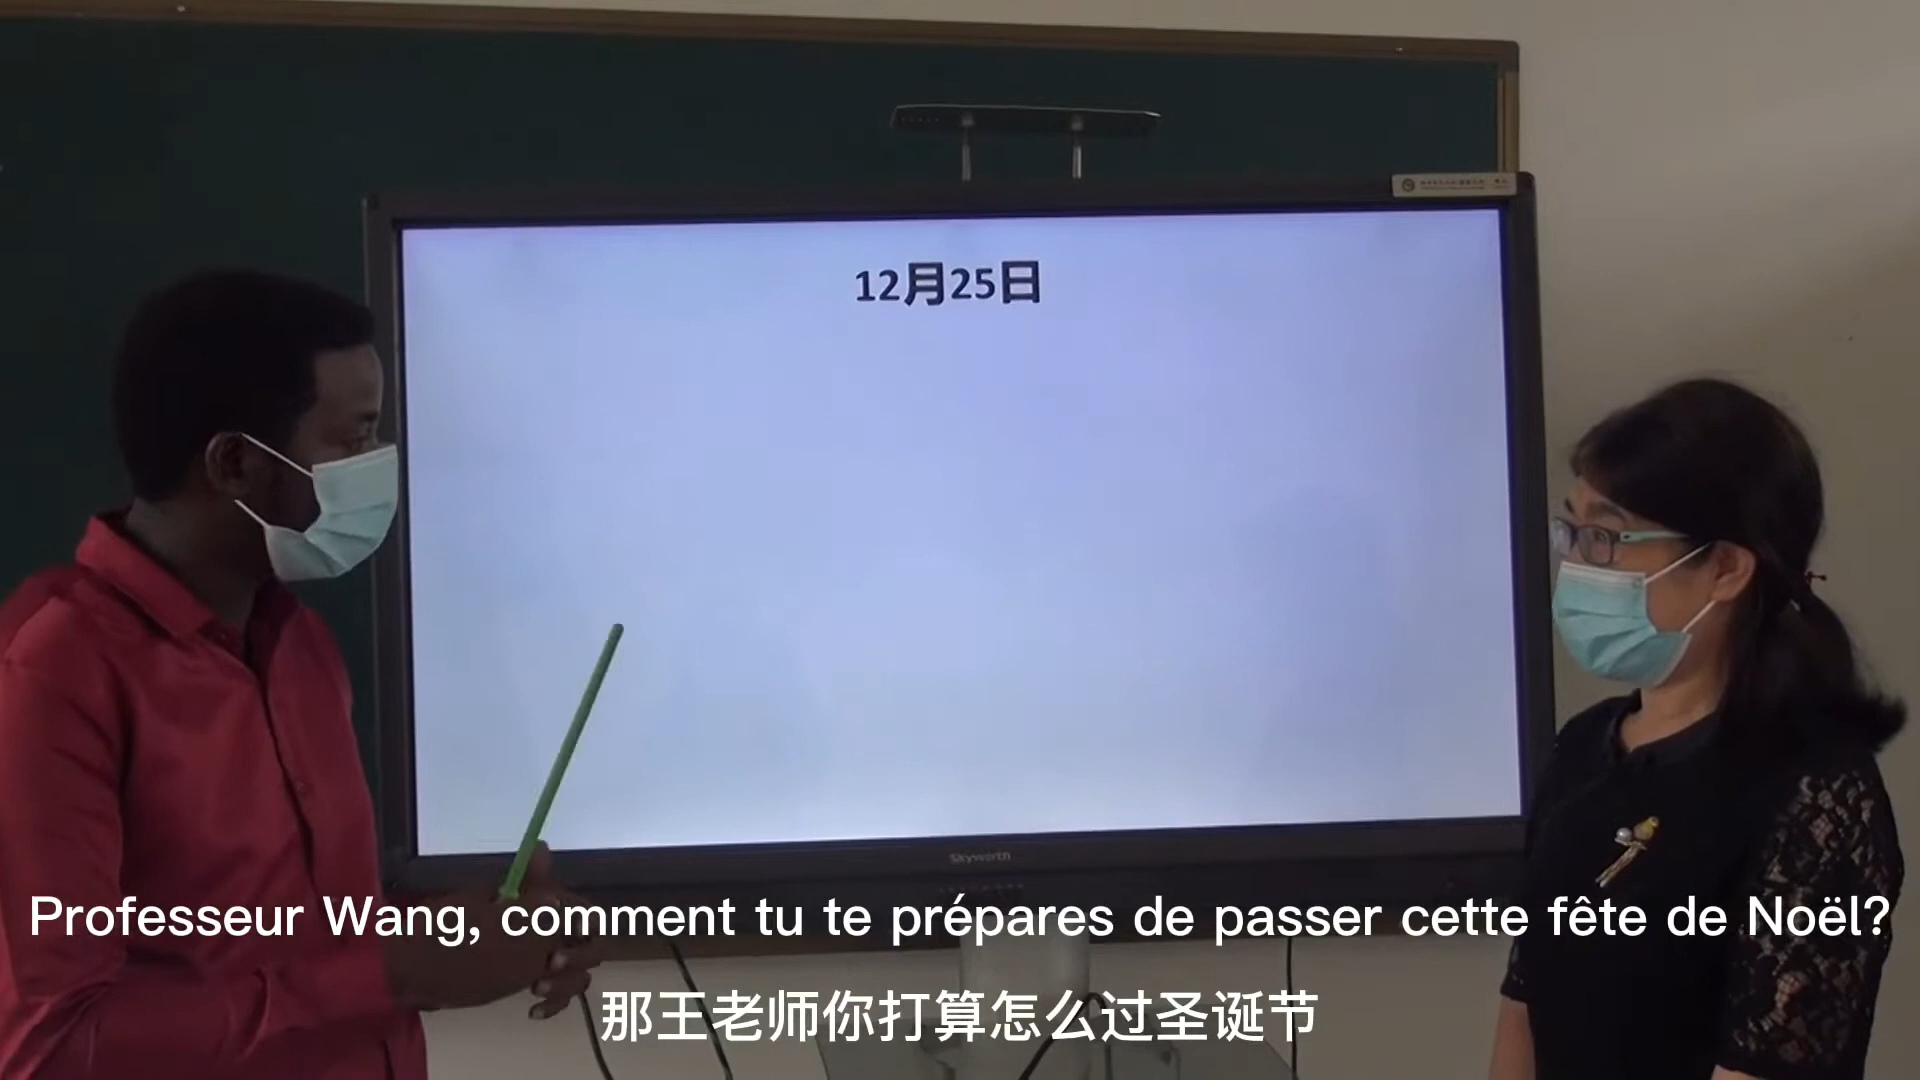 12月25日
Skyworth
Professeur Wang, comment tu te prépares de passer cette fête de Noël?
那王老师你打算怎么过圣诞节